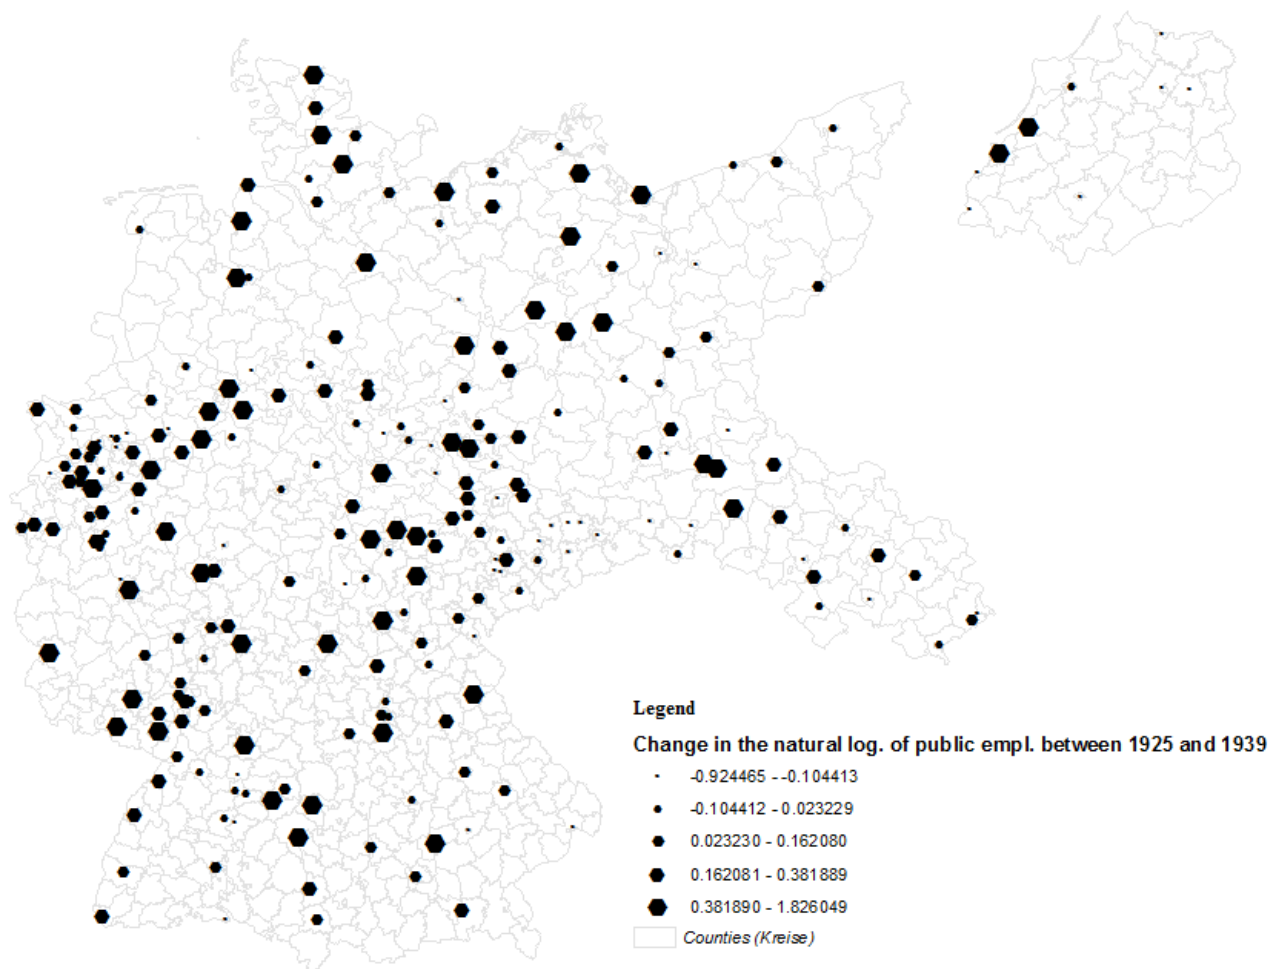 Legend
Change in the natural log. of public empl. between 1925 and 1939
-0.924465 - -0.104413
-0.104412 - 0.023229
0.023230 - 0.162080
0.162081 - 0.381889
0.381890 - 1.826049
Counties (Kreise)